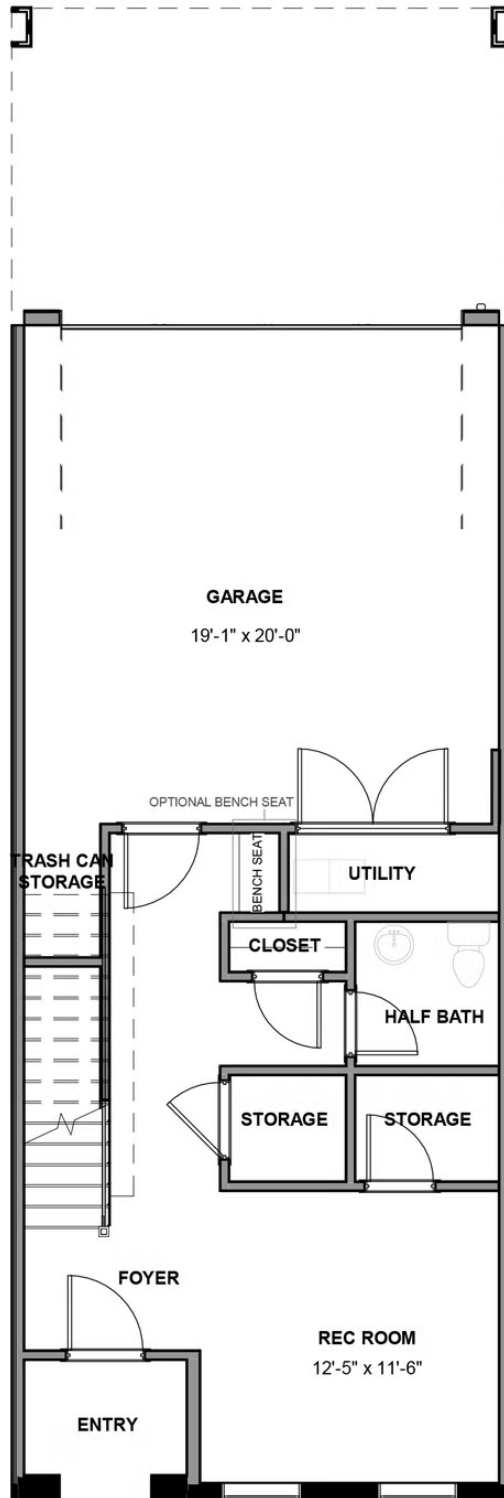 GARAGE
19'-1" x 20'-0"
OPTIONAL BENCH SEAT
TRASH CAN
STORAGE
BENCH SEAT
UTILITY
CLOSET
HALF BATH
STORAGE
STORAGE
FOYER
REC ROOM
12'-5" x 11'-6"
ENTRY